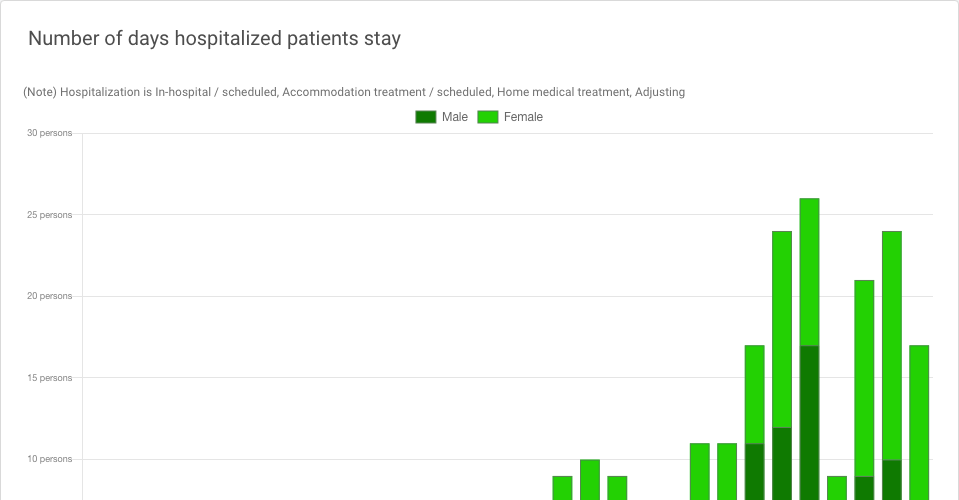 Number of days hospitalized patients stay
(Note) Hospitalization is In-hospital / scheduled, Accommodation treatment / scheduled, Home medical treatment, Adjusting
Male Female
30 persons
25 persons
20 persons
15 persons
10 persons